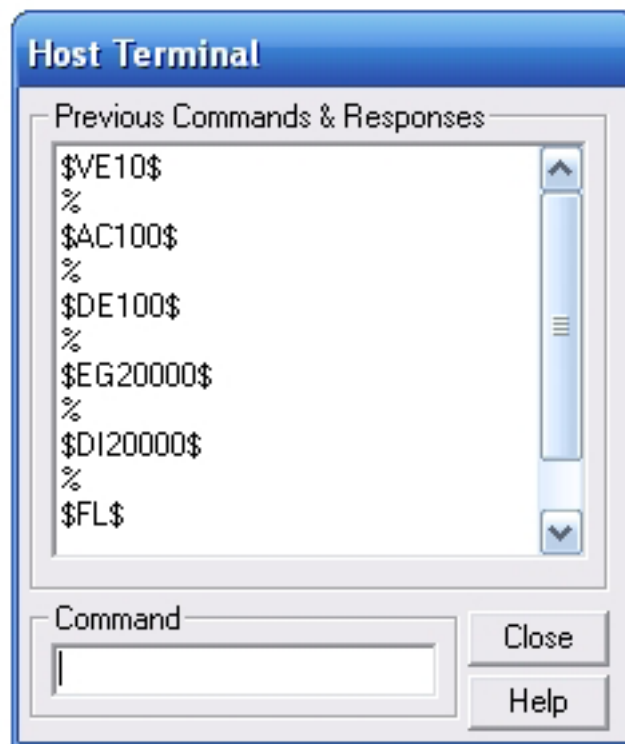 Host Terminal
Previous Commands & Responses
$VE10$
%
$AC100$
%
$DE100$
%
$EG20000$
%
$DI20000$
%
$FL$
Command
Close
Help